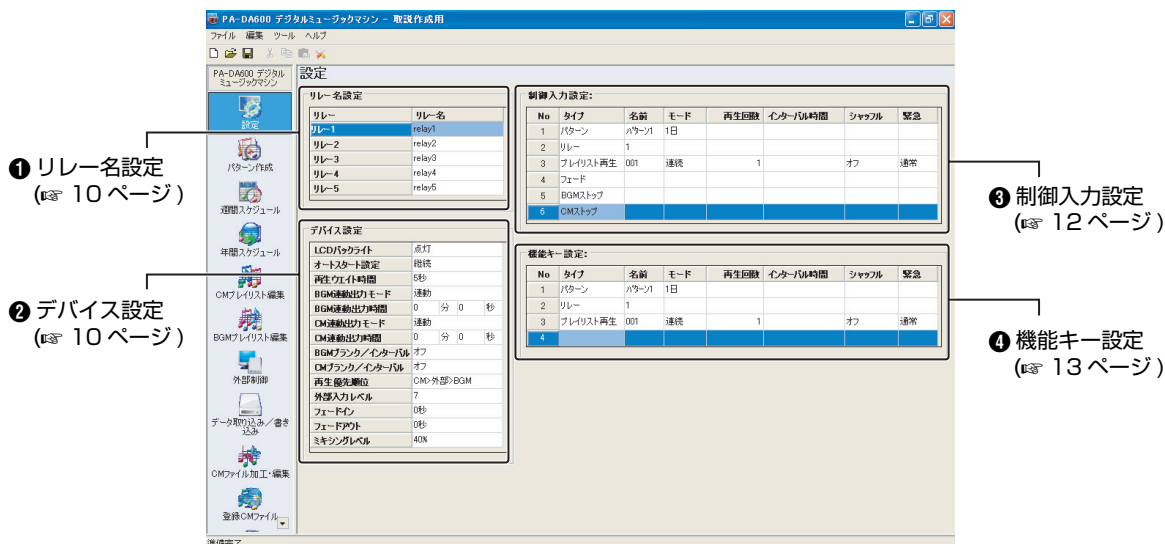 PA-DA600 デジタルミュージックマシン - 取説作成用
ファイル 編集 ツール ヘルプ
PA-DA600 デジタル
ミュージックマシン
設定
パターン作成
週間スケジュール
年間スケジュール
CMプレイリスト編集
BGMプレイリスト編集
外部制御
データ取り込み/書き
込み
CMファイル加工・編集
登録CMファイル
準備完了
設定
リレー名設定
リレー リレー名
リレー1 relay1
リレー2 relay2
リレー3 relay3
リレー4 relay4
リレー5 relay5
デバイス設定
LCDバックライト 点灯
オートスタート設定 継続
再生ウエイト時間 5秒
BGM連動出力モード 連動
BGM連動出力時間 0 分 0 秒
CM連動出力モード 連動
CM連動出力時間 0 分 0 秒
BGMブランク/インターバル オフ
CMブランク/インターバル オフ
再生優先順位 CM>外部>BGM
外部入力レベル 7
フェードイン 0秒
フェードアウト 0秒
ミキシングレベル 40%
制御入力設定:
No タイプ 名前 モード 再生回数 インターバル時間 シャッフル 緊急
1 パターン パターン1 1日
2 リレー 1
3 プレイリスト再生 001 連続 1 オフ 通常
4 フェード
5 BGMストップ
6 CMストップ
機能キー設定:
No タイプ 名前 モード 再生回数 インターバル時間 シャッフル 緊急
1 パターン パターン1 1日
2 リレー 1
3 プレイリスト再生 001 連続 1 オフ 通常
4
❶ リレー名設定
(☞ 10 ページ)
❷ デバイス設定
(☞ 10 ページ)
❸ 制御入力設定
(☞ 12 ページ)
❹ 機能キー設定
(☞ 13 ページ)